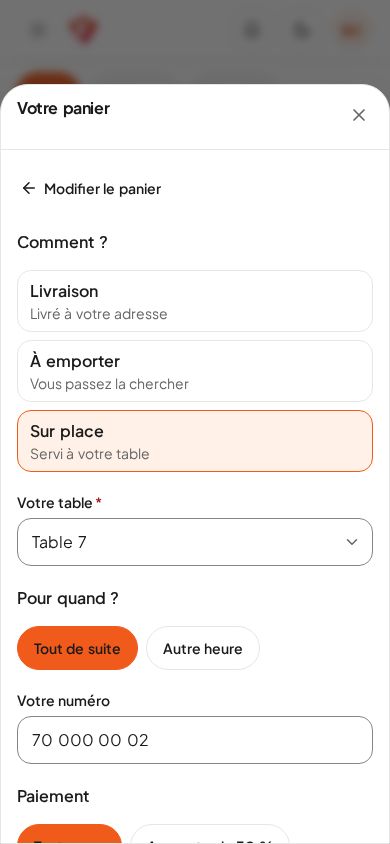 Votre panier
Modifier le panier
Comment ?
Livraison
Livré à votre adresse
À emporter
Vous passez la chercher
Sur place
Servi à votre table
Votre table *
Table 7
Pour quand ?
Tout de suite
Autre heure
Votre numéro
70 000 00 02
Paiement